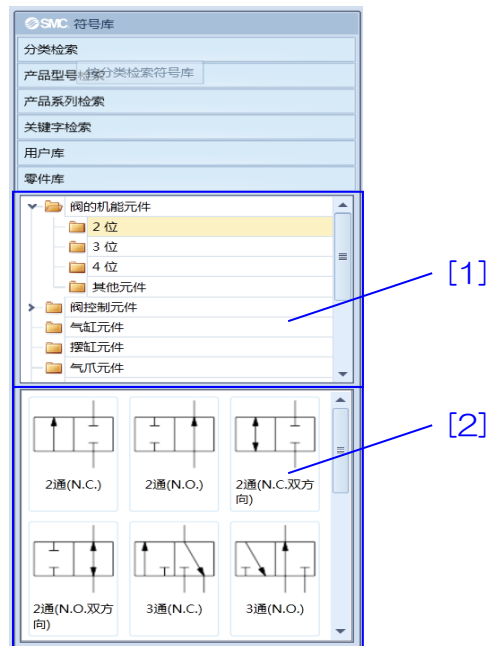 SMC 符号库
分类检索
产品型号检索
按分类检索符号库
产品系列检索
关键字检索
用户库
零件库
阀的机能元件
2 位
3 位
4 位
其他元件
阀控制元件
气缸元件
摆缸元件
气爪元件
[1]
[2]
2通(N.C.)
2通(N.O.)
2通(N.C.双方
向)
2通(N.O.双方
向)
3通(N.C.)
3通(N.O.)